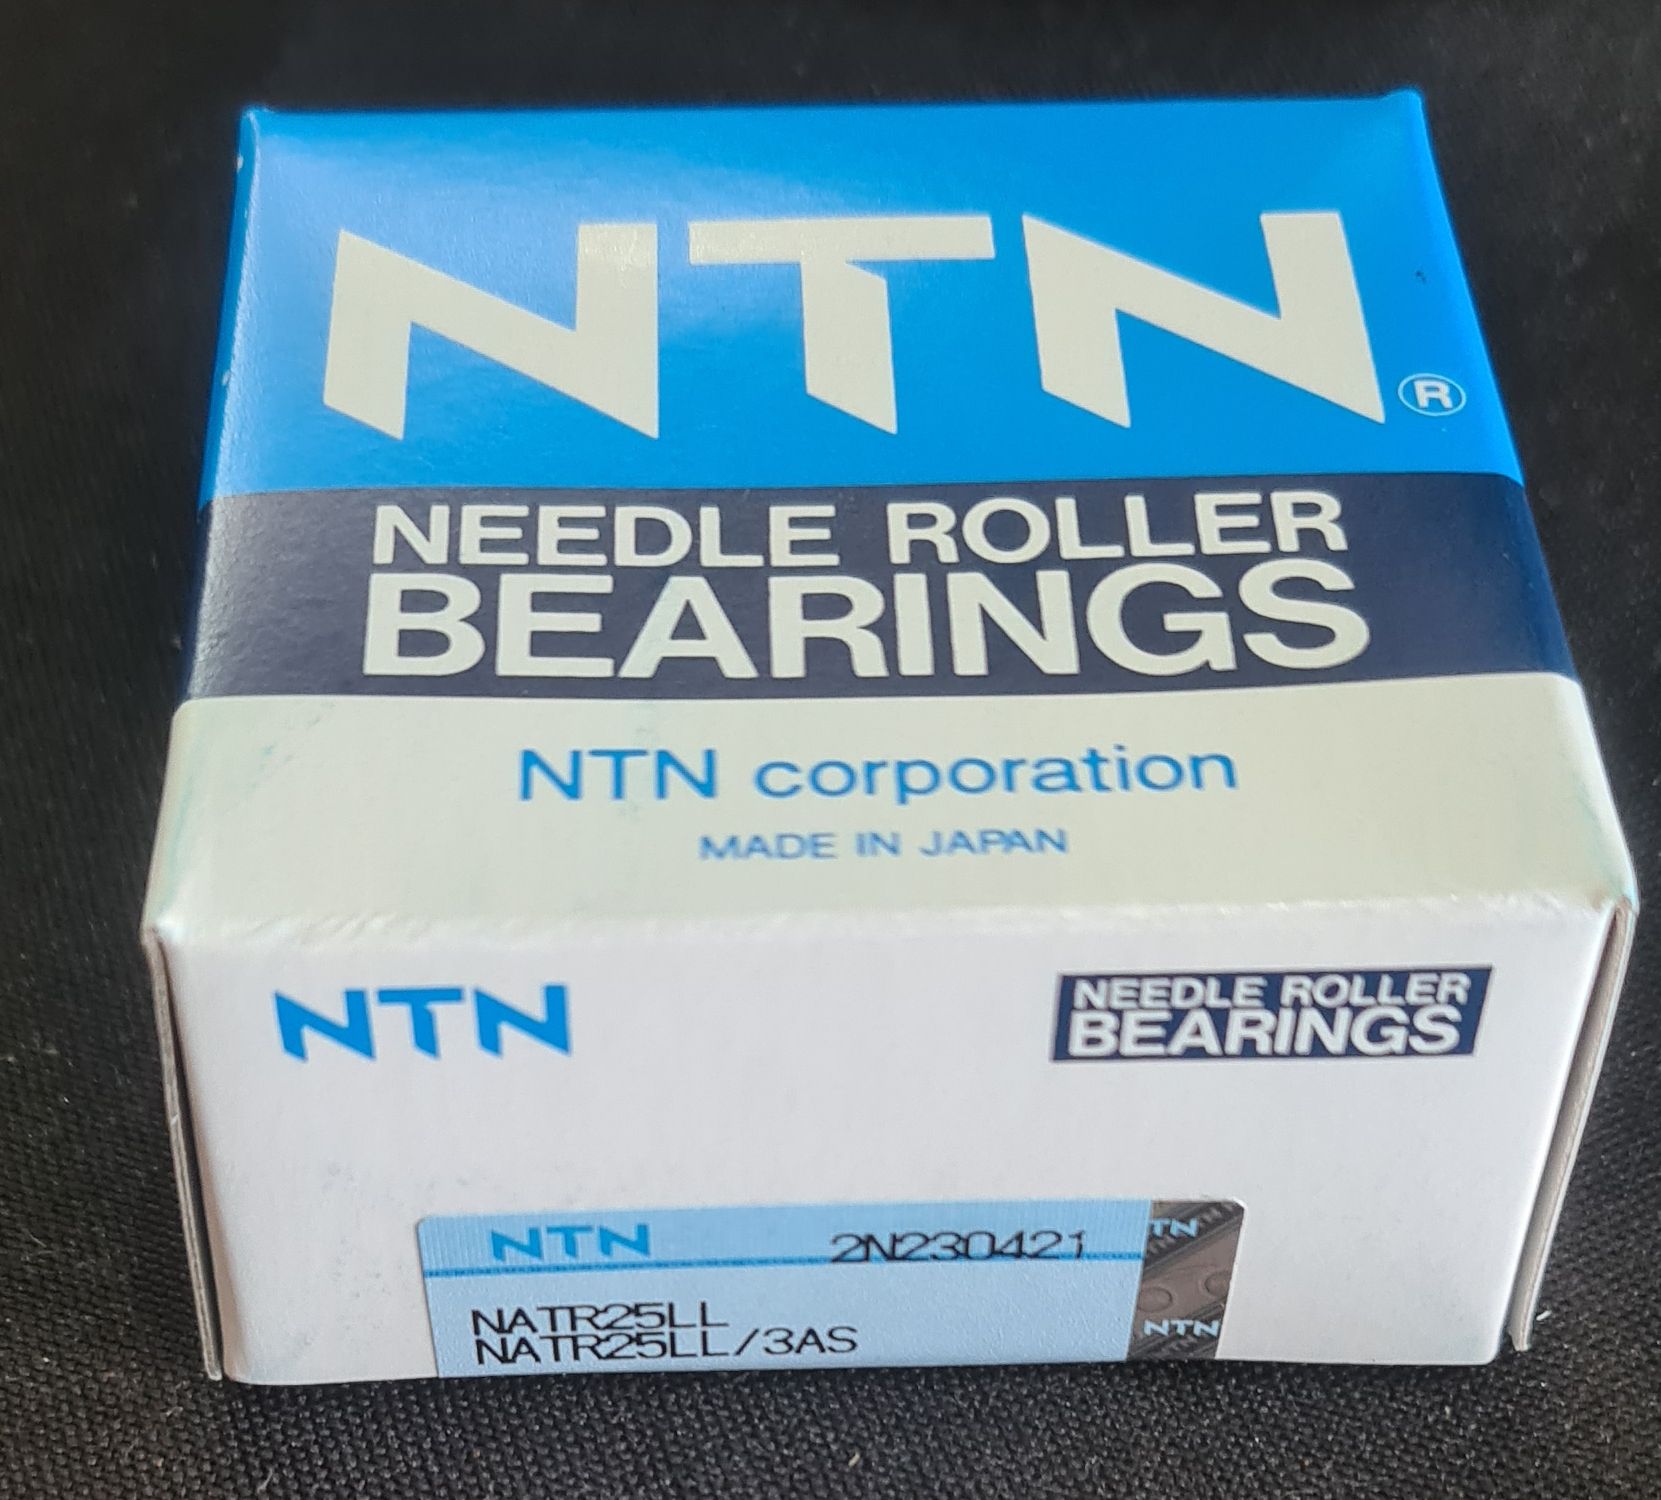 NTN®
NEEDLE ROLLER
BEARINGS
NTN corporation
MADE IN JAPAN
NTN
NEEDLE ROLLER
BEARINGS
NTN 2N230421
NTN
NATR25LL
NATR25LL/3AS
NTN